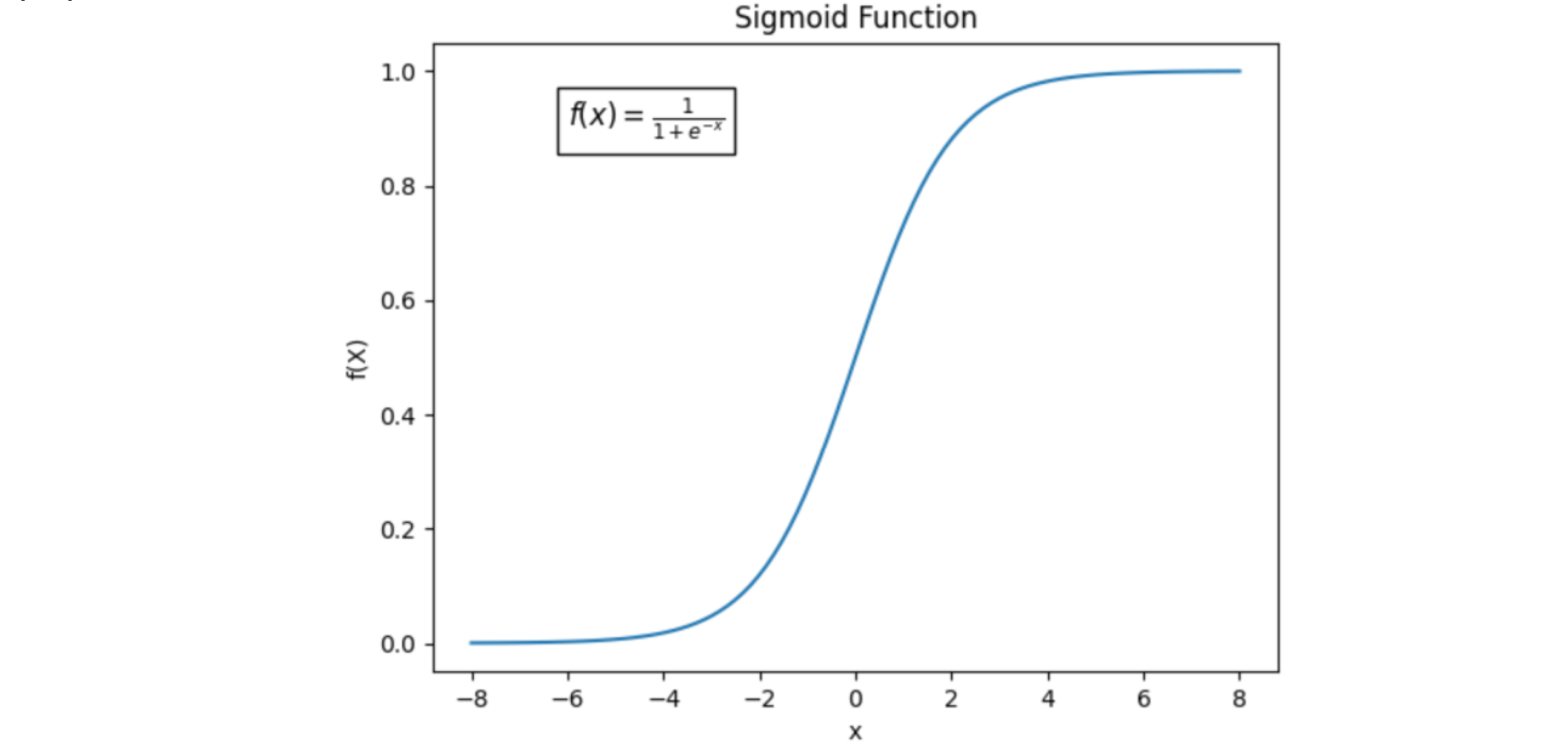 Sigmoid Function
1.0
f(x) = 1 / (1 + e^{-x})
0.8
0.6
f(x)
0.4
0.2
0.0
−8 −6 −4 −2 0 2 4 6 8
x